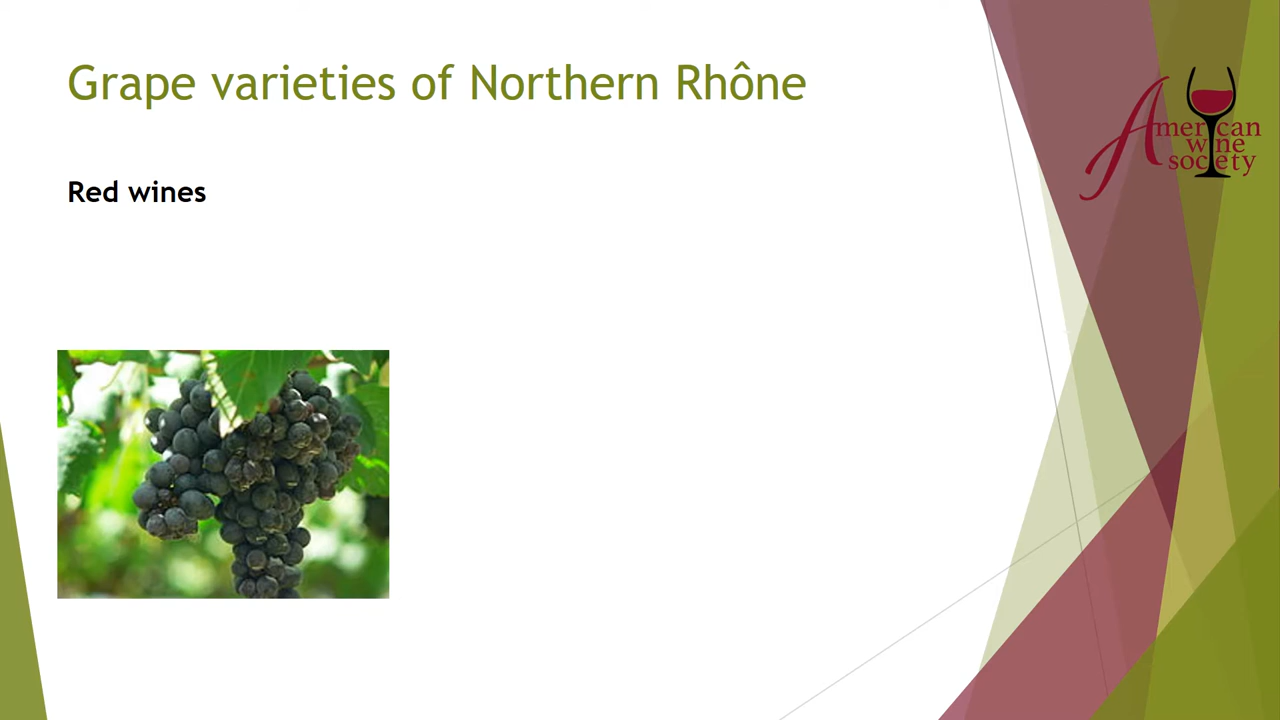 Grape varieties of Northern Rhône
American
wine
society
Red wines